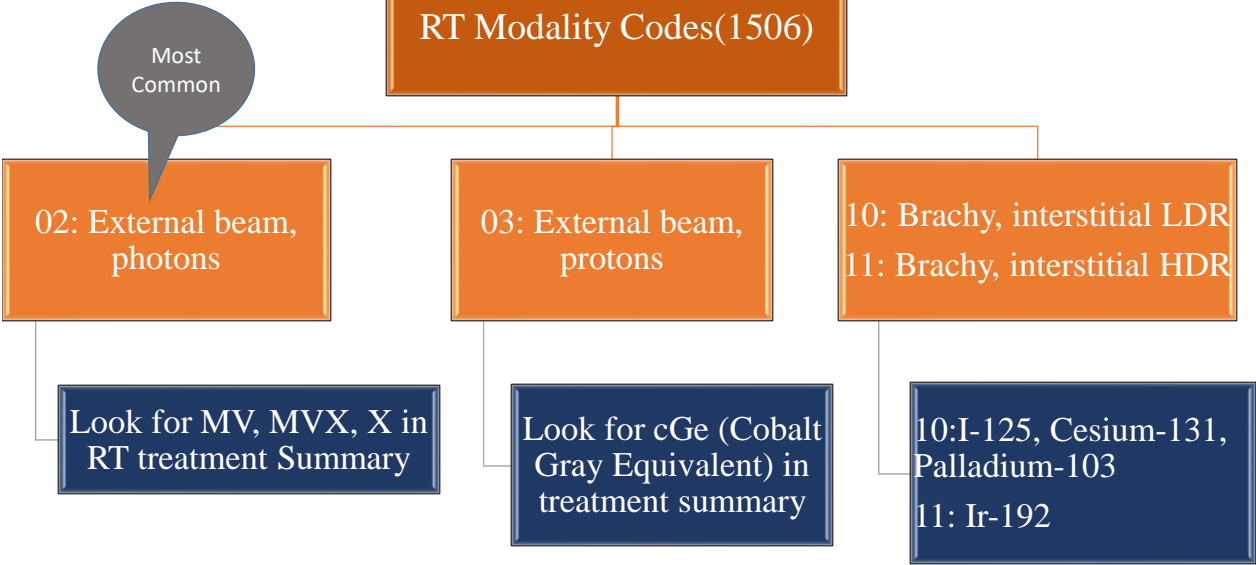 RT Modality Codes(1506)
Most
Common
02: External beam,
photons
03: External beam,
protons
10: Brachy, interstitial LDR
11: Brachy, interstitial HDR
Look for MV, MVX, X in
RT treatment Summary
Look for cGe (Cobalt
Gray Equivalent) in
treatment summary
10:I-125, Cesium-131,
Palladium-103
11: Ir-192